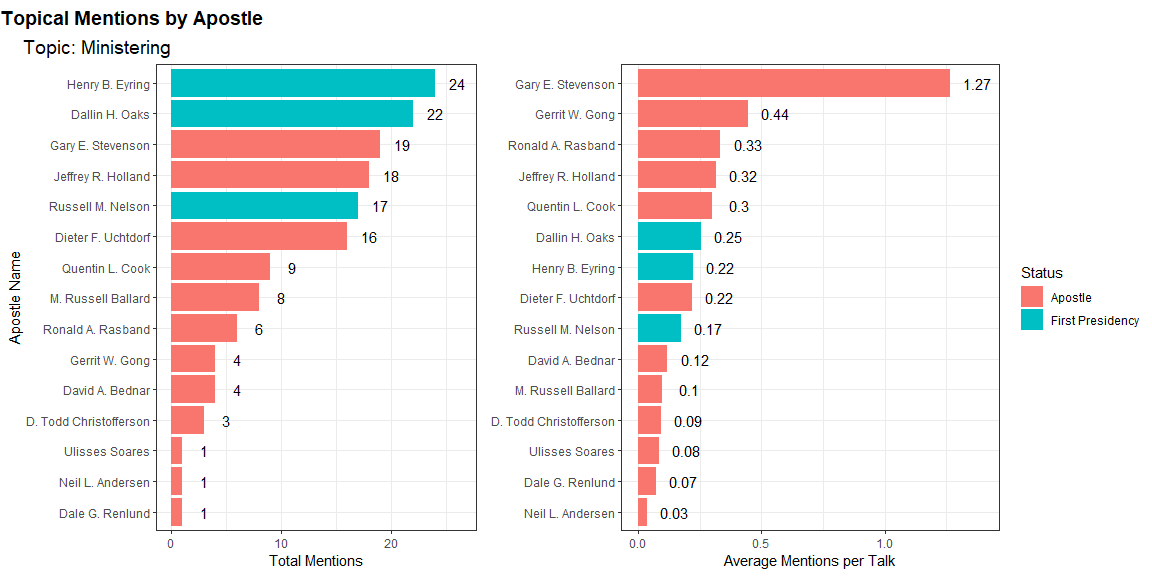 Topical Mentions by Apostle
Topic: Ministering
Apostle Name
Henry B. Eyring 24
Dallin H. Oaks 22
Gary E. Stevenson 19
Jeffrey R. Holland 18
Russell M. Nelson 17
Dieter F. Uchtdorf 16
Quentin L. Cook 9
M. Russell Ballard 8
Ronald A. Rasband 6
Gerrit W. Gong 4
David A. Bednar 4
D. Todd Christofferson 3
Ulisses Soares 1
Neil L. Andersen 1
Dale G. Renlund 1
0 10 20
Total Mentions
Gary E. Stevenson 1.27
Gerrit W. Gong 0.44
Ronald A. Rasband 0.33
Jeffrey R. Holland 0.32
Quentin L. Cook 0.3
Dallin H. Oaks 0.25
Henry B. Eyring 0.22
Dieter F. Uchtdorf 0.22
Russell M. Nelson 0.17
David A. Bednar 0.12
M. Russell Ballard 0.1
D. Todd Christofferson 0.09
Ulisses Soares 0.08
Dale G. Renlund 0.07
Neil L. Andersen 0.03
0.0 0.5 1.0
Average Mentions per Talk
Status
Apostle
First Presidency